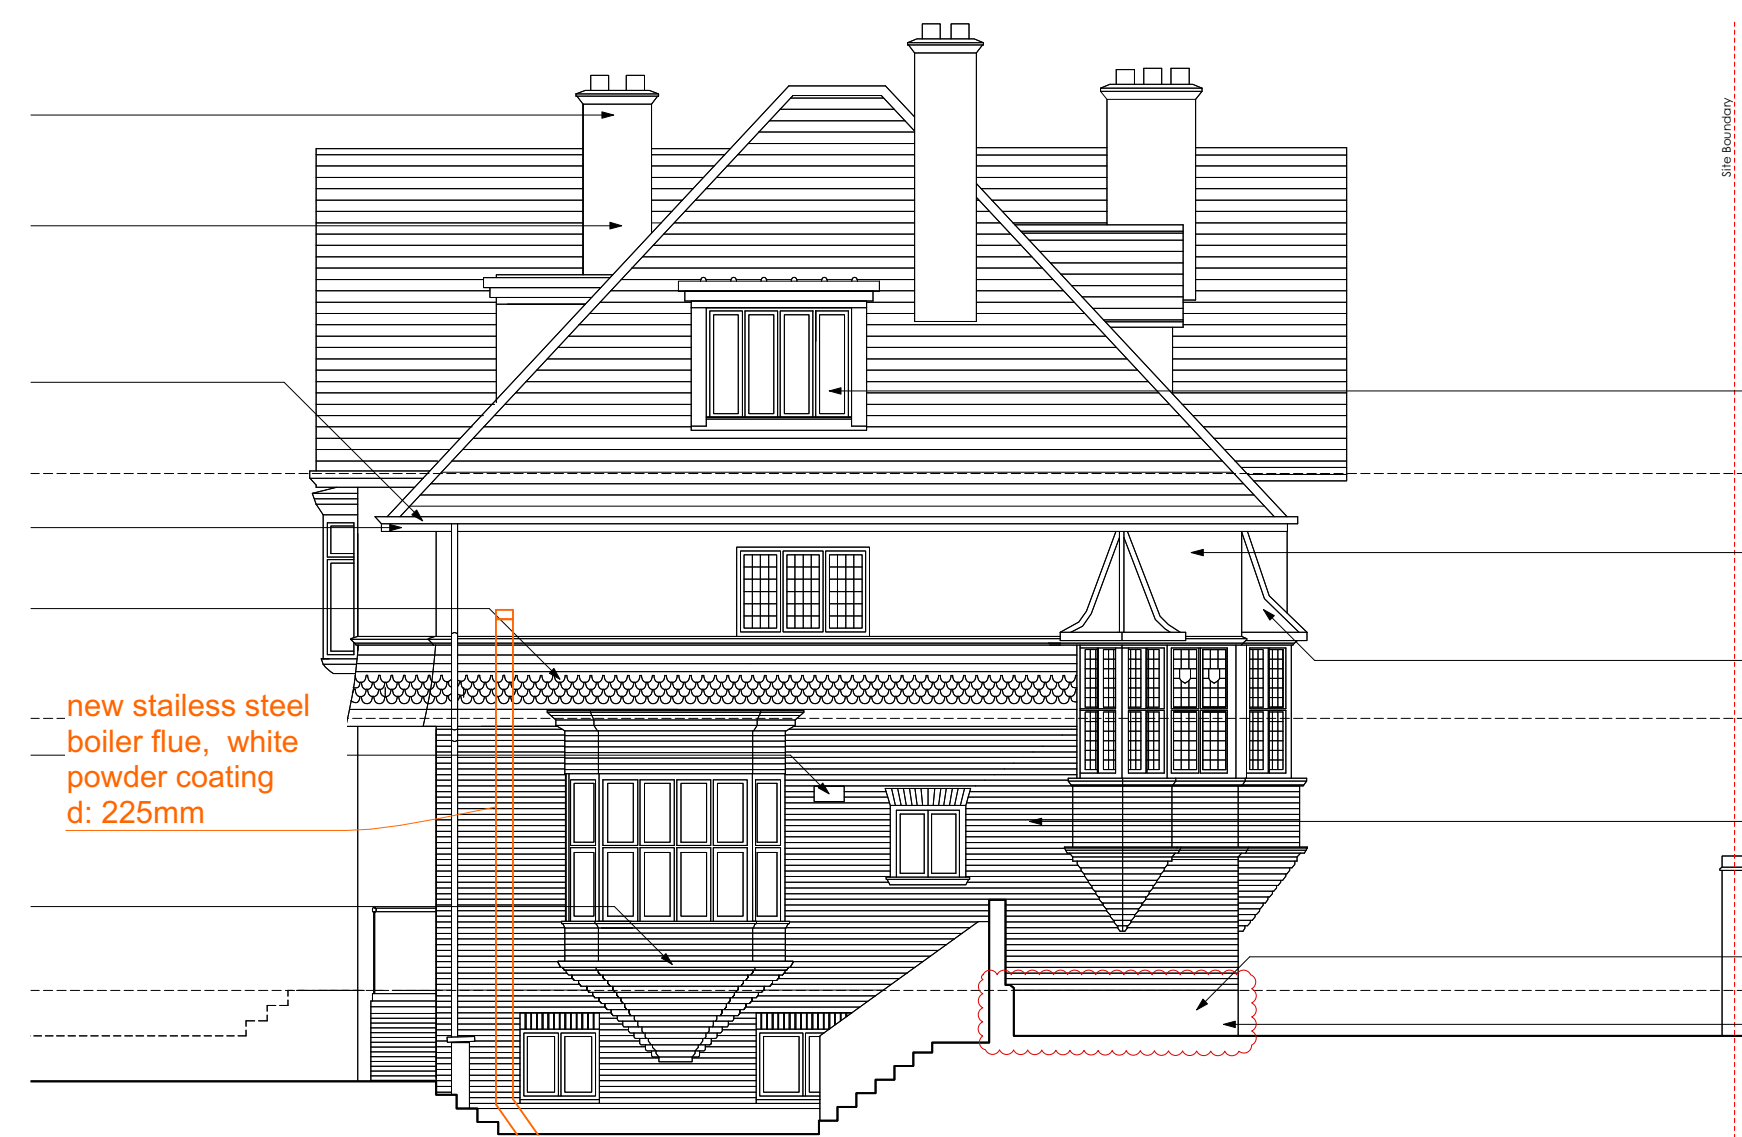 Site Boundary
new stailess steel
boiler flue, white
powder coating
d: 225mm